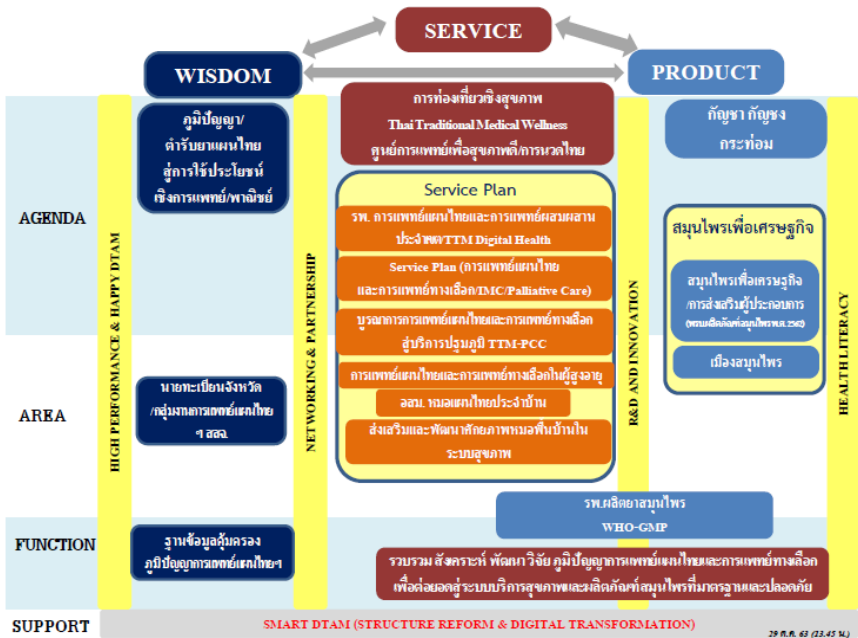 SERVICE
WISDOM
PRODUCT
การท่องเที่ยวเชิงสุขภาพ
Thai Traditional Medical Wellness
ศูนย์การแพทย์เพื่อสุขภาพดี/การนวดไทย
ภูมิปัญญา/
ตำรับยาแผนไทย
สู่การใช้ประโยชน์
เชิงการแพทย์/พาณิชย์
กัญชา กัญชง
กระท่อม
AGENDA
Service Plan
รพ. การแพทย์แผนไทยและการแพทย์ผสมผสาน
ประจำเขต/TTM Digital Health
Service Plan (การแพทย์แผนไทย
และการแพทย์ทางเลือก/IMC/Palliative Care)
บูรณาการการแพทย์แผนไทยและการแพทย์ทางเลือก
สู่บริการปฐมภูมิ TTM-PCC
การแพทย์แผนไทยและการแพทย์ทางเลือกในผู้สูงอายุ
อสม. หมอแผนไทยประจำบ้าน
ส่งเสริมและพัฒนาศักยภาพหมอพื้นบ้านใน
ระบบสุขภาพ
สมุนไพรเพื่อเศรษฐกิจ
สมุนไพรเพื่อเศรษฐกิจ
/การส่งเสริมผู้ประกอบการ
เมืองสมุนไพร
HIGH PERFORMANCE & HAPPY DTAM
NETWORKING & PARTNERSHIP
R&D AND INNOVATION
HEALTH LITERACY
AREA
นายทะเบียนจังหวัด
/กลุ่มงานการแพทย์แผนไทย
ฯ สสจ.
FUNCTION
ฐานข้อมูลคุ้มครอง
ภูมิปัญญาการแพทย์แผนไทยฯ
รพ.ผลิตยาสมุนไพร
WHO-GMP
รวบรวม สังเคราะห์ พัฒนา วิจัย ภูมิปัญญาการแพทย์แผนไทยและการแพทย์ทางเลือก
เพื่อต่อยอดสู่ระบบบริการสุขภาพและผลิตภัณฑ์สมุนไพรที่มาตรฐานและปลอดภัย
SUPPORT
SMART DTAM (STRUCTURE REFORM & DIGITAL TRANSFORMATION)
29 ต.ค. 63 (13.45 น.)